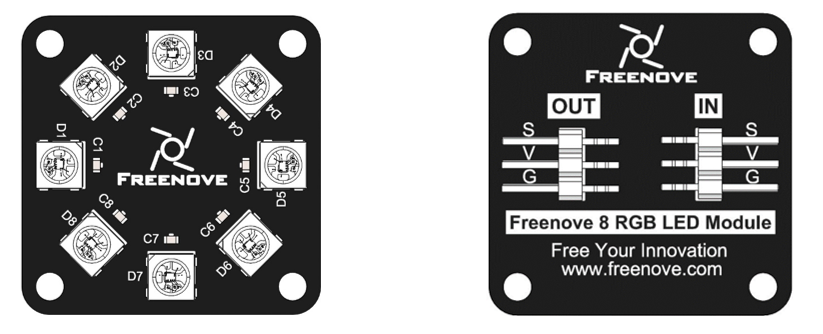 D3
D2
C3
C2
D4
C4
D1
C1
FREENOVE
C5
D5
C8
D8
C7
C6
D7
D6
FREENOVE
OUT IN
S S
V V
G G
Freenove 8 RGB LED Module
Free Your Innovation
www.freenove.com